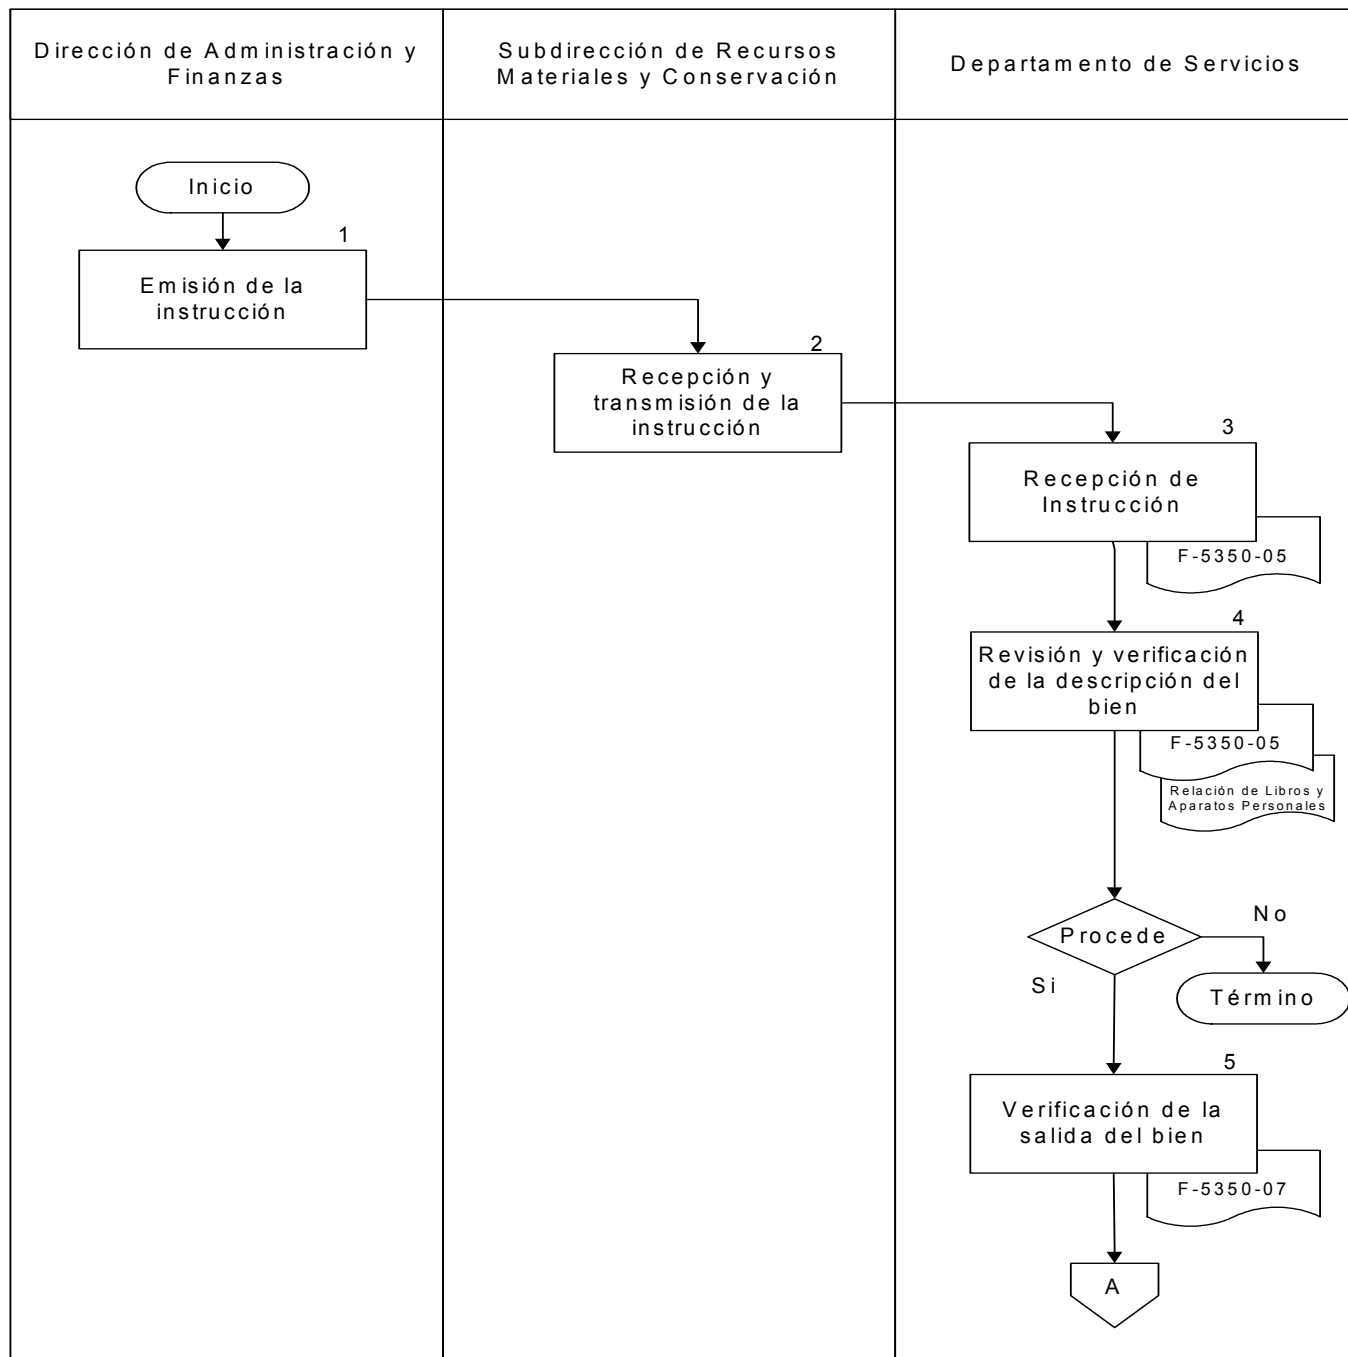 Dirección de Administración y
Finanzas
Subdirección de Recursos
Materiales y Conservación
Departamento de Servicios
Inicio
1
Emisión de la
instrucción
2
Recepción y
transmisión de la
instrucción
3
Recepción de
Instrucción
F-5350-05
4
Revisión y verificación
de la descripción del
bien
F-5350-05
Relación de Libros y
Aparatos Personales
Procede
No
Si
Término
5
Verificación de la
salida del bien
F-5350-07
A